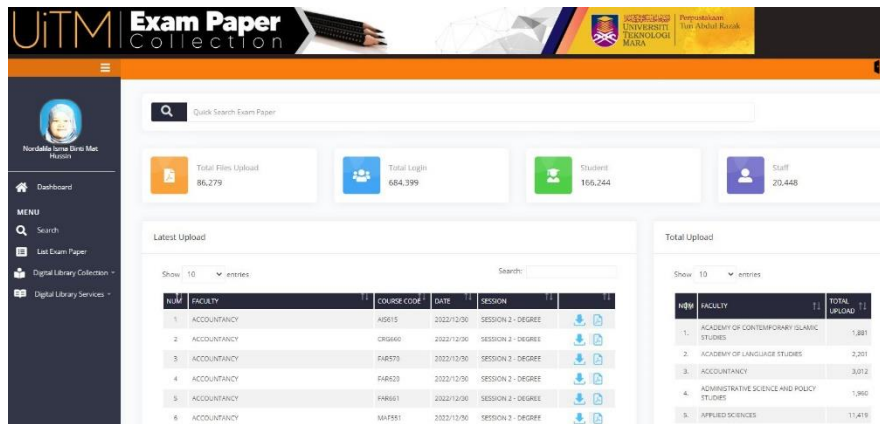 UiTM
Exam Paper
Collection
UNIVERSITI
TEKNOLOGI
MARA
Perpustakaan
Tun Abdul Razak
Nordalila Isma Binti Mat
Hussin
Dashboard
MENU
Search
List Exam Paper
Digital Library Collection
Digital Library Services
Quick Search Exam Paper
Total Files Upload
86,279
Total Login
684,399
Student
166,244
Staff
20,448
Latest Upload
Show 10 entries
Search:
NUM FACULTY COURSE CODE DATE SESSION
1 ACCOUNTANCY AIS615 2022/12/30 SESSION 2 - DEGREE
2 ACCOUNTANCY CRG660 2022/12/30 SESSION 2 - DEGREE
3 ACCOUNTANCY FAR570 2022/12/30 SESSION 2 - DEGREE
4 ACCOUNTANCY FAR620 2022/12/30 SESSION 2 - DEGREE
5 ACCOUNTANCY FAR661 2022/12/30 SESSION 2 - DEGREE
6 ACCOUNTANCY MAF551 2022/12/30 SESSION 2 - DEGREE
Total Upload
Show 10 entries
NUM FACULTY TOTAL UPLOAD
1. ACADEMY OF CONTEMPORARY ISLAMIC STUDIES 1,881
2. ACADEMY OF LANGUAGE STUDIES 2,201
3. ACCOUNTANCY 3,012
4. ADMINISTRATIVE SCIENCE AND POLICY STUDIES 1,960
5. APPLIED SCIENCES 11,419